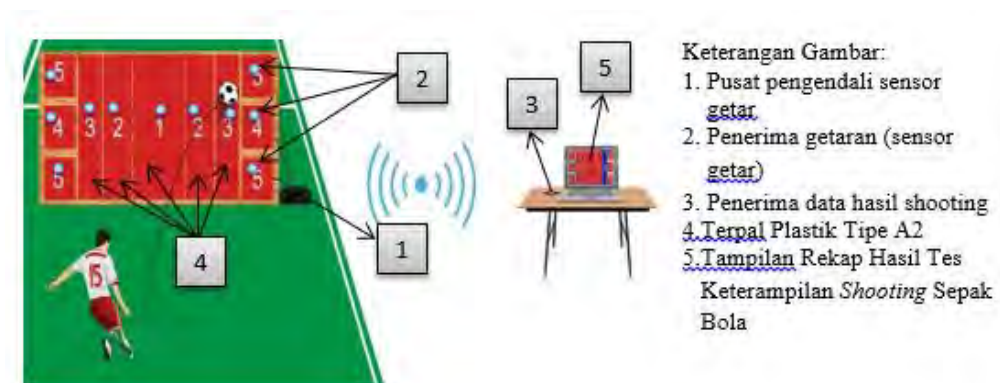 5
5
4
3
2
1
2
3
4
5
5
15
2
4
1
3
5
Keterangan Gambar:
1. Pusat pengendali sensor
getar
2. Penerima getaran (sensor
getar)
3. Penerima data hasil shooting
4.Terpal Plastik Tipe A2
5.Tampilan Rekap Hasil Tes
Keterampilan Shooting Sepak
Bola